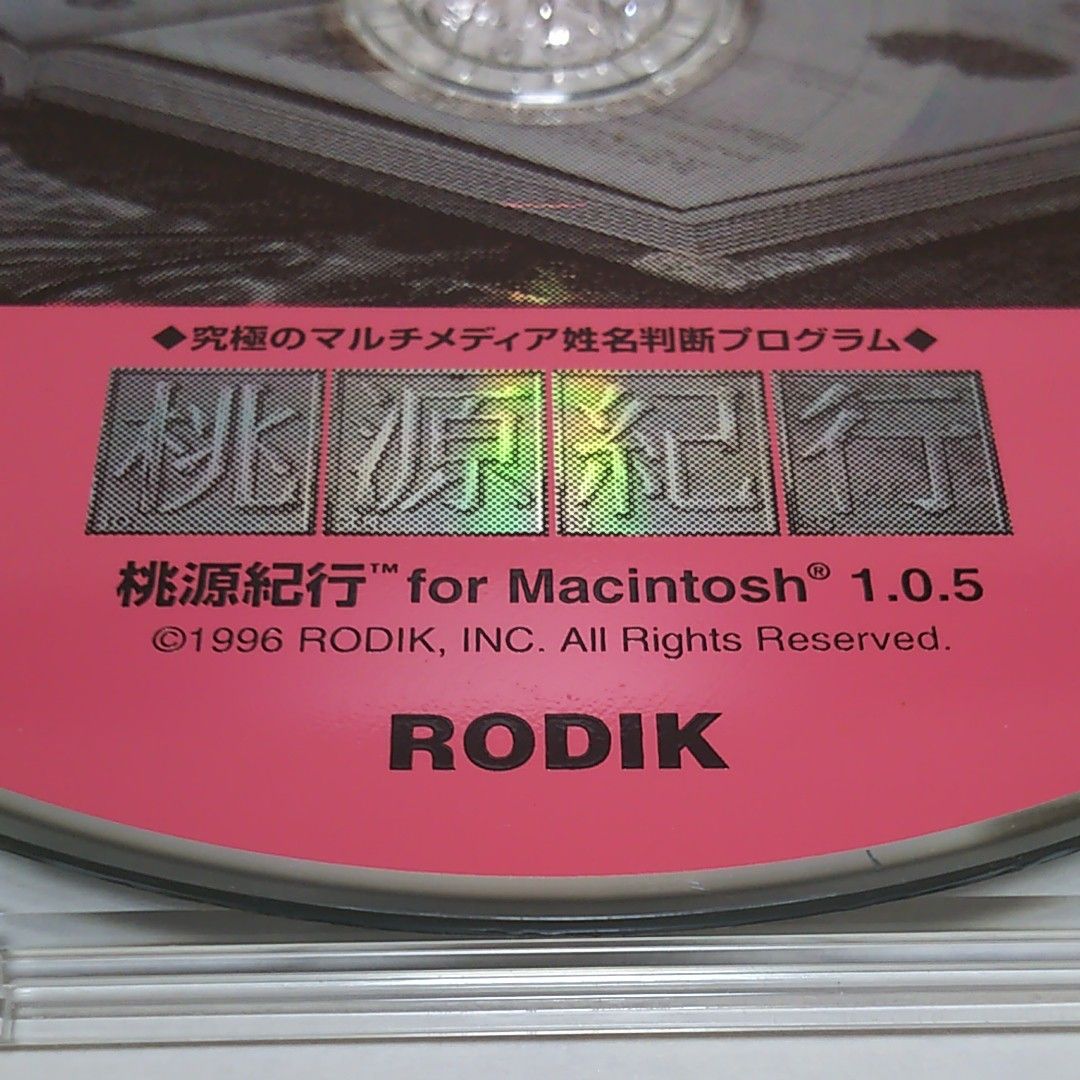 ◆究極のマルチメディア姓名判断プログラム◆
桃源紀行
桃源紀行™ for Macintosh® 1.0.5
©1996 RODIK, INC. All Rights Reserved.
RODIK